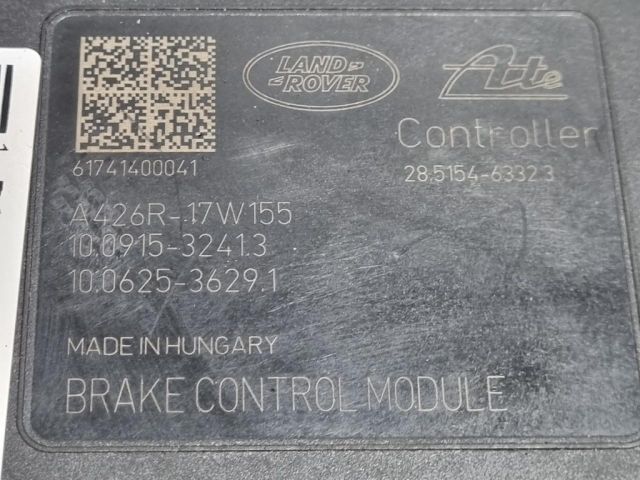 LAND
ROVER
Ate
Controller
61741400041
28.5154-6332.3
A426R-17W155
10.0915-3241.3
10.0625-3629.1
MADE IN HUNGARY
BRAKE CONTROL MODULE